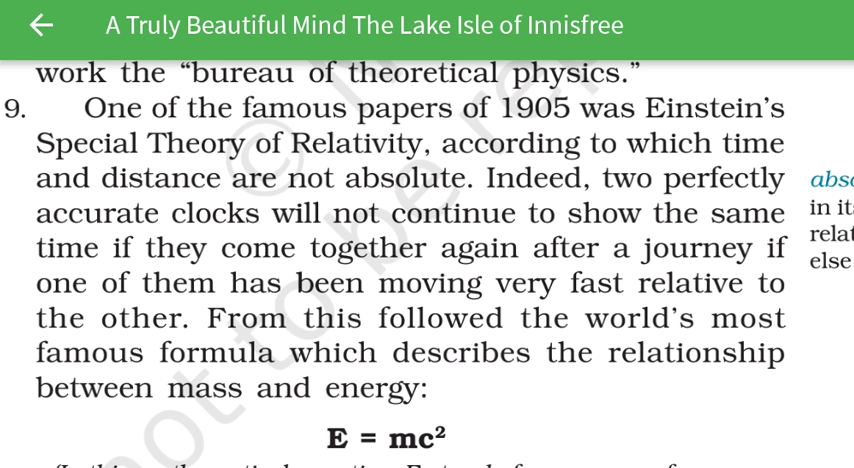 A Truly Beautiful Mind The Lake Isle of Innisfree
work the “bureau of theoretical physics.”
9. One of the famous papers of 1905 was Einstein’s
Special Theory of Relativity, according to which time
and distance are not absolute. Indeed, two perfectly
accurate clocks will not continue to show the same
time if they come together again after a journey if
one of them has been moving very fast relative to
the other. From this followed the world’s most
famous formula which describes the relationship
between mass and energy:
E = mc²
in it
else